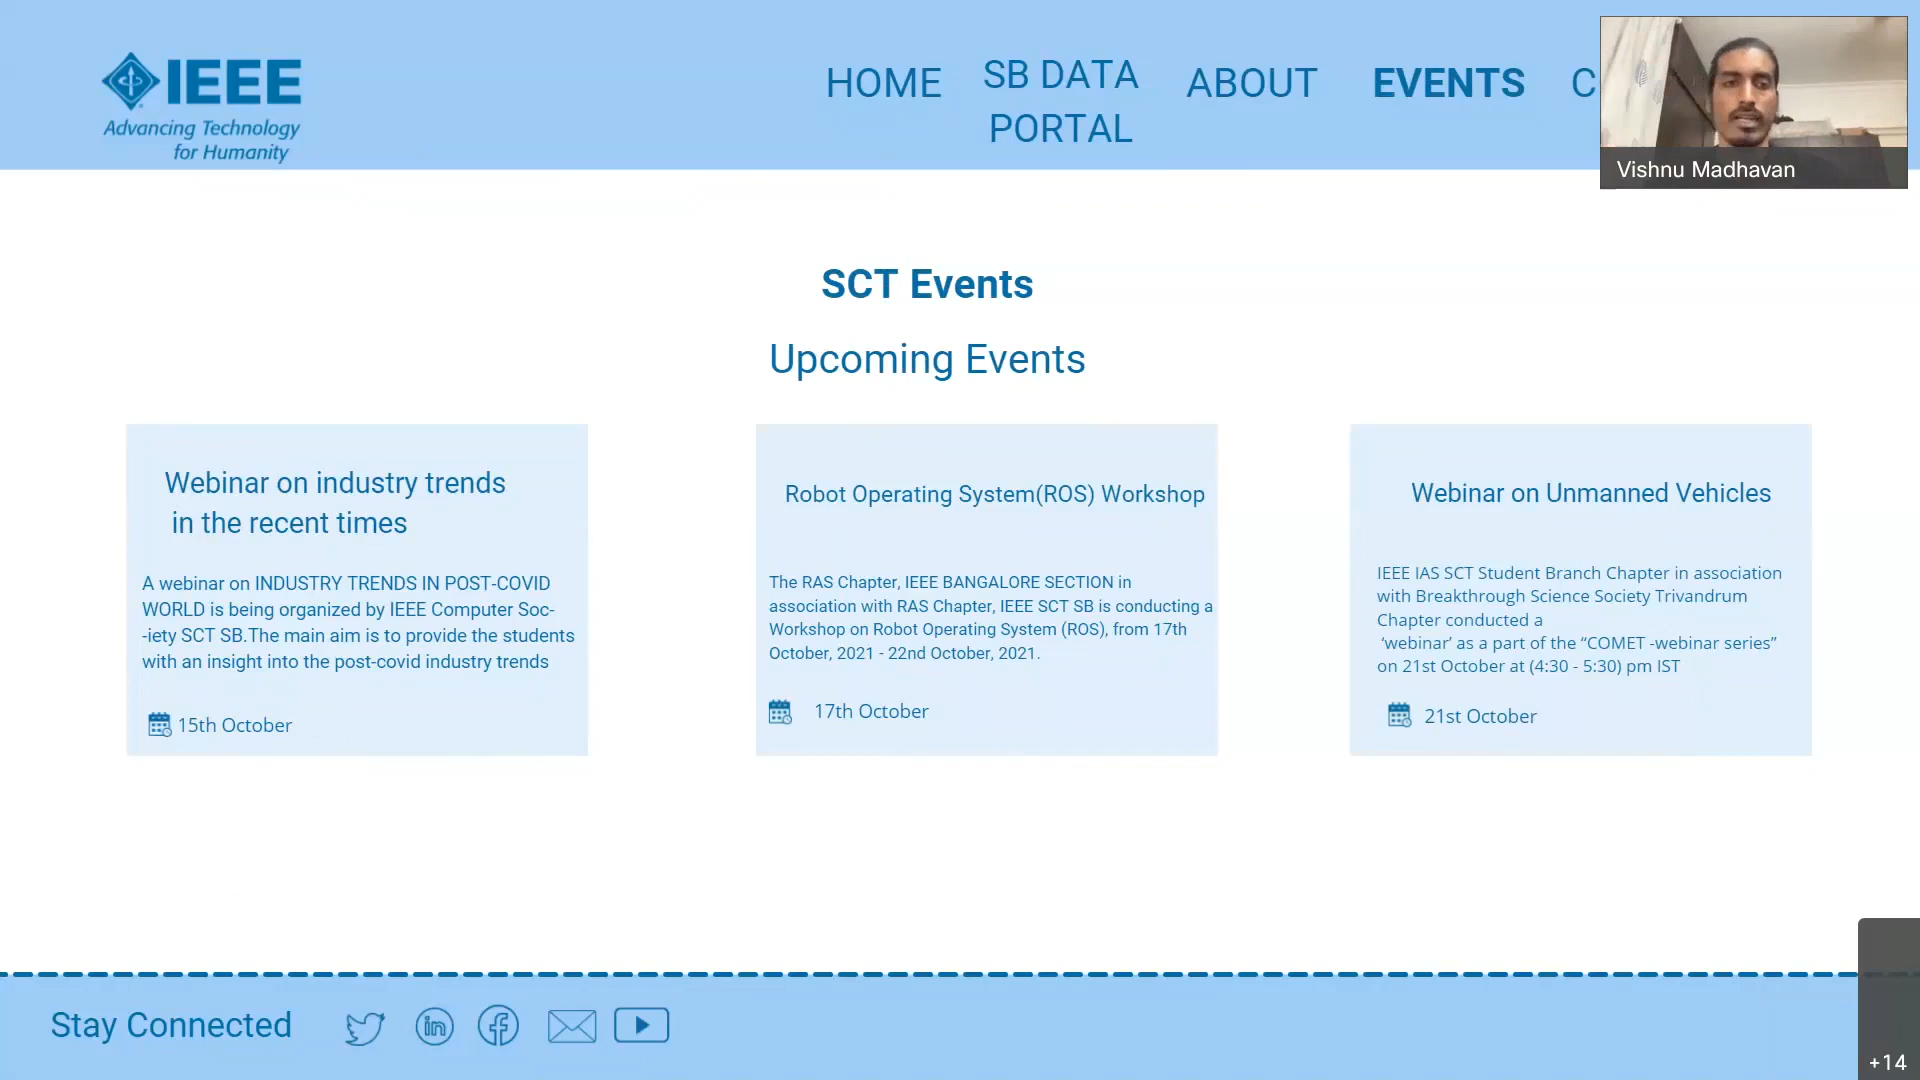 IEEE
Advancing Technology
for Humanity
HOME
SB DATA
PORTAL
ABOUT
EVENTS
C
Vishnu Madhavan
SCT Events
Upcoming Events
Webinar on industry trends
in the recent times
A webinar on INDUSTRY TRENDS IN POST-COVID
WORLD is being organized by IEEE Computer Soc-
-iety SCT SB.The main aim is to provide the students
with an insight into the post-covid industry trends
15th October
Robot Operating System(ROS) Workshop
The RAS Chapter, IEEE BANGALORE SECTION in
association with RAS Chapter, IEEE SCT SB is conducting a
Workshop on Robot Operating System (ROS), from 17th
October, 2021 - 22nd October, 2021.
17th October
Webinar on Unmanned Vehicles
IEEE IAS SCT Student Branch Chapter in association
with Breakthrough Science Society Trivandrum
Chapter conducted a
‘webinar’ as a part of the “COMET -webinar series”
on 21st October at (4:30 - 5:30) pm IST
21st October
Stay Connected
in
f
+14